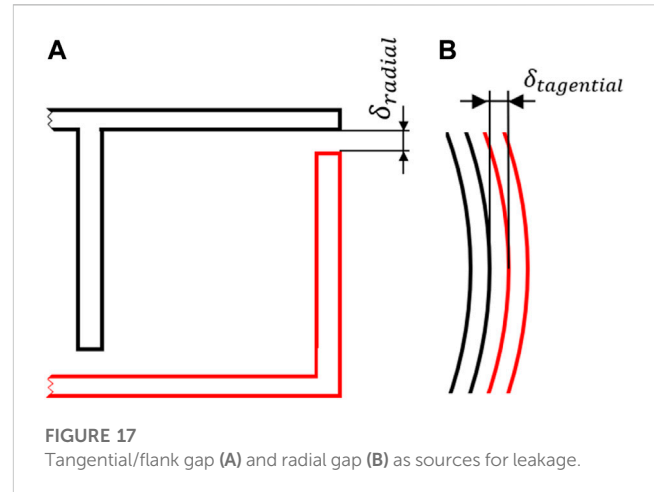 A
B
δradial
δtagential
FIGURE 17
Tangential/flank gap (A) and radial gap (B) as sources for leakage.